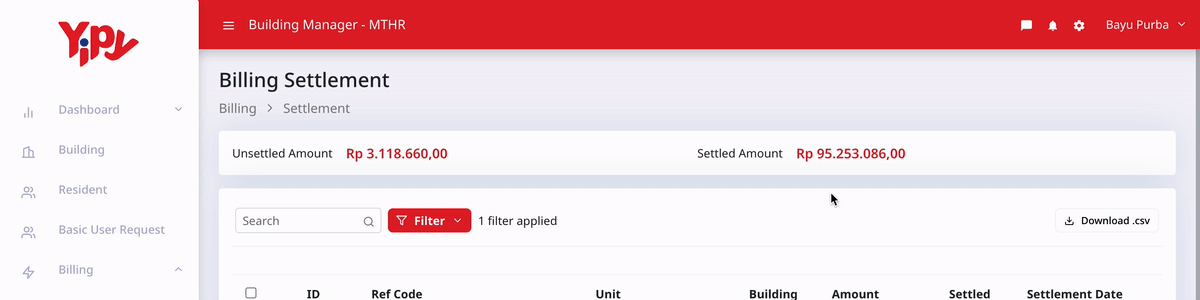 Yipy
Building Manager - MTHR
Bayu Purba
Billing Settlement
Billing > Settlement
Dashboard
Building
Resident
Basic User Request
Billing
Unsettled Amount Rp 3.118.660,00
Settled Amount Rp 95.253.086,00
Search
Filter
1 filter applied
Download .csv
ID Ref Code Unit Building Amount Settled Settlement Date